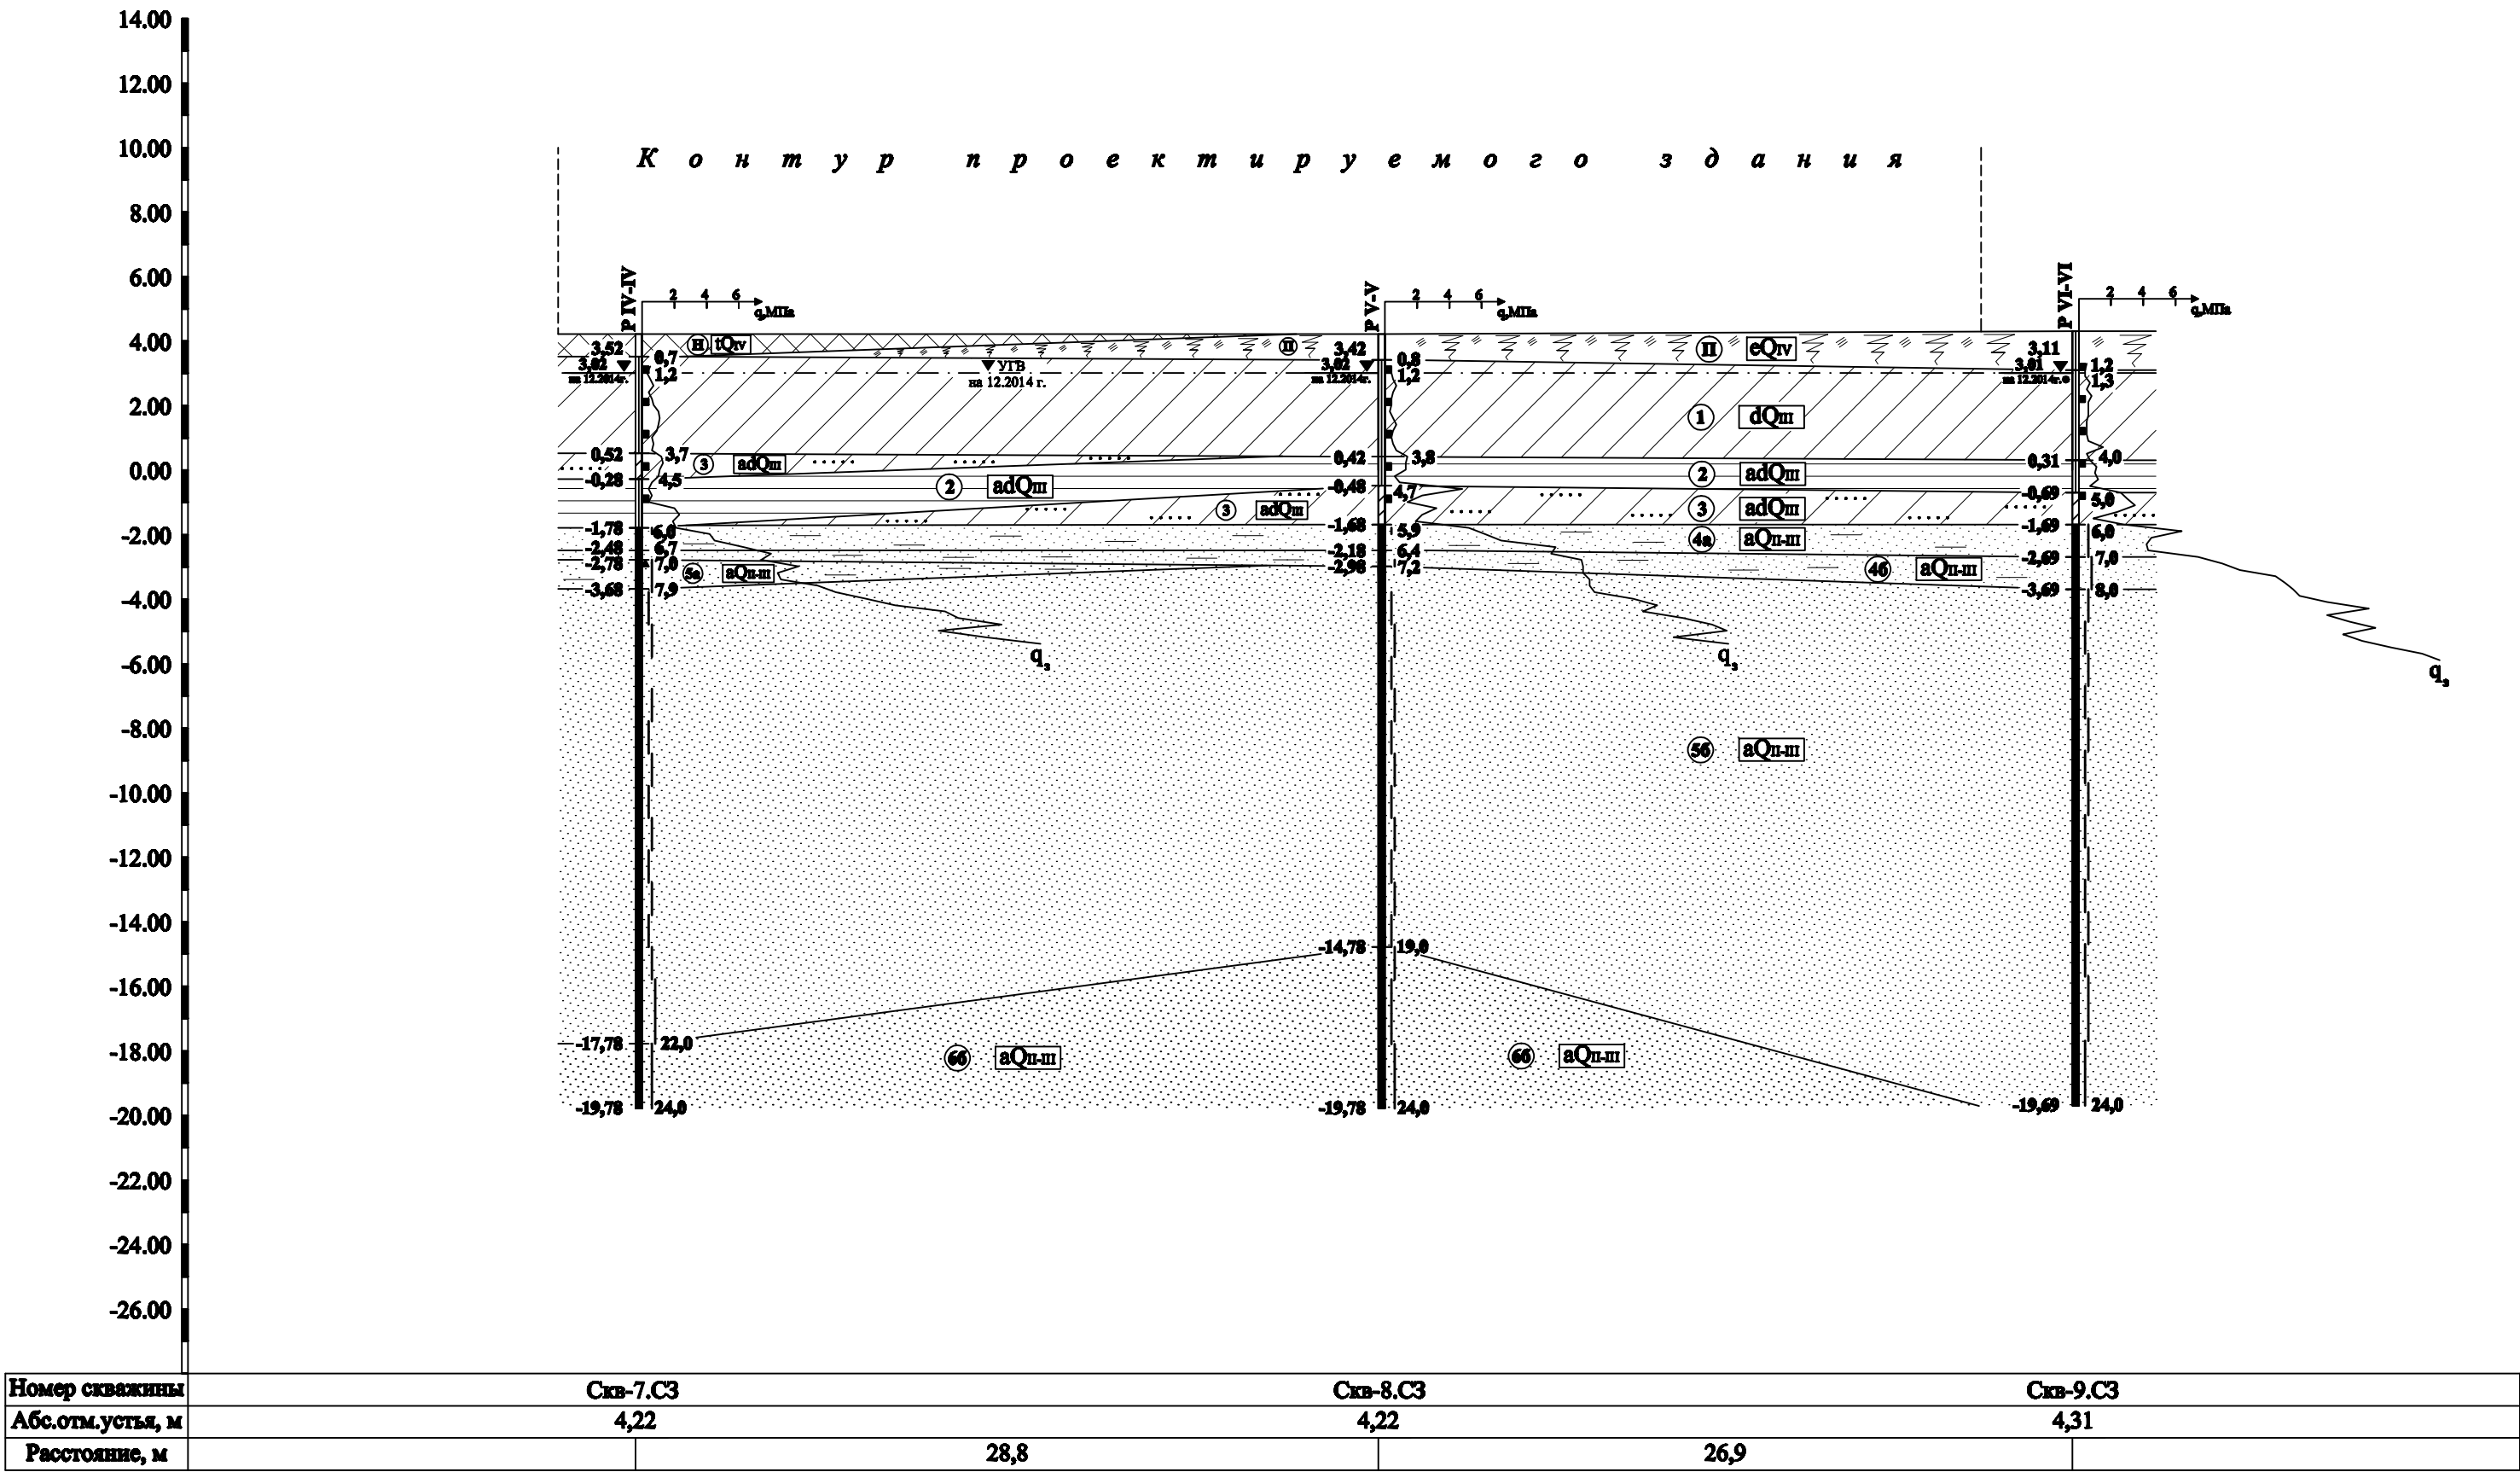 14.00
12.00
10.00
8.00
6.00
4.00
2.00
0.00
-2.00
-4.00
-6.00
-8.00
-10.00
-12.00
-14.00
-16.00
-18.00
-20.00
-22.00
-24.00
-26.00
Контур проектируемого здания
P IV-IV
2 4 6
q,МПа
P V-V
2 4 6
q,МПа
P VI-VI
2 4 6
q,МПа
3,52 0,7
н tQIV
П
3,42 0,8
П eQIV
3,11 1,2
3,02 1,2
на 12.2014г.
УГВ
на 12.2014 г.
3,02 1,2
на 12.2014г.
3,01 1,3
на 12.2014г.
1 dQIII
0,52 3,7
3 adQIII
0,42 3,8
0,31 4,0
-0,28 4,5
2 adQIII
2 adQIII
-0,48 4,7
-0,69 5,0
3 adQIII
3 adQIII
-1,78 6,0
-1,68 5,9
-1,69 6,0
4а aQII-III
-2,48 6,7
-2,18 6,4
-2,69 7,0
-2,78 7,0
-2,98 7,2
5а aQII-III
4б aQII-III
-3,68 7,9
-3,69 8,0
qз
qз
qз
5б aQII-III
-14,78 19,0
-17,78 22,0
6б aQII-III
6б aQII-III
-19,78 24,0
-19,78 24,0
-19,69 24,0
Номер скважины Скв-7.СЗ Скв-8.СЗ Скв-9.СЗ
Абс.отм.устья, м 4,22 4,22 4,31
Расстояние, м 28,8 26,9